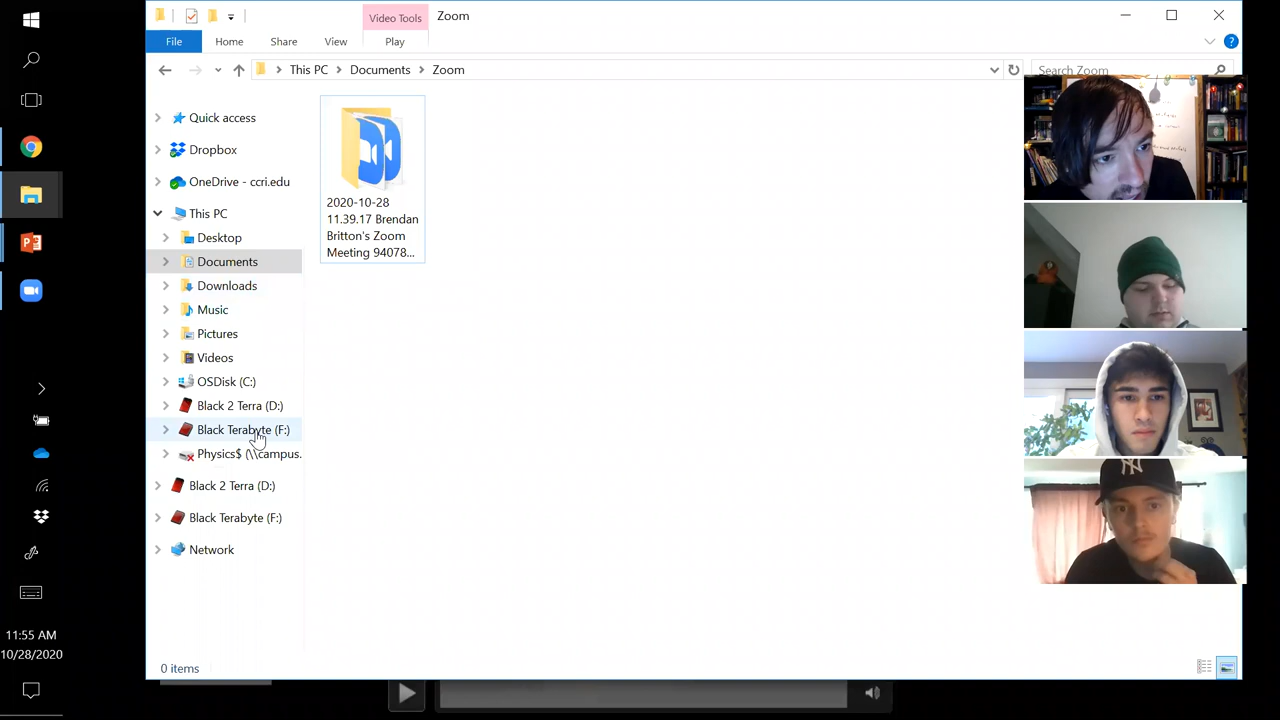 Video Tools
Zoom
File
Home
Share
View
Play
This PC
Documents
Zoom
Search Zoom
Quick access
Dropbox
OneDrive - ccri.edu
This PC
Desktop
Documents
Downloads
Music
Pictures
Videos
OSDisk (C:)
Black 2 Terra (D:)
Black Terabyte (F:)
Physics$ (\\campus.
Black 2 Terra (D:)
Black Terabyte (F:)
Network
2020-10-28
11.39.17 Brendan
Britton's Zoom
Meeting 94078...
0 items
11:55 AM
10/28/2020